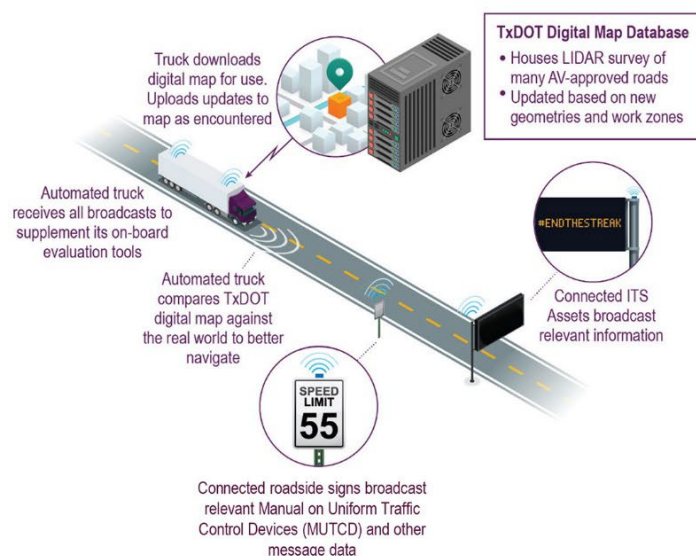 TxDOT Digital Map Database
• Houses LIDAR survey of
many AV-approved roads
• Updated based on new
geometries and work zones
Truck downloads
digital map for use.
Uploads updates to
map as encountered
Automated truck
receives all broadcasts to
supplement its on-board
evaluation tools
Automated truck
compares TxDOT
digital map against
the real world to better
navigate
#ENDTHESTREAK
Connected ITS
Assets broadcast
relevant information
SPEED
LIMIT
55
Connected roadside signs broadcast
relevant Manual on Uniform Traffic
Control Devices (MUTCD) and other
message data